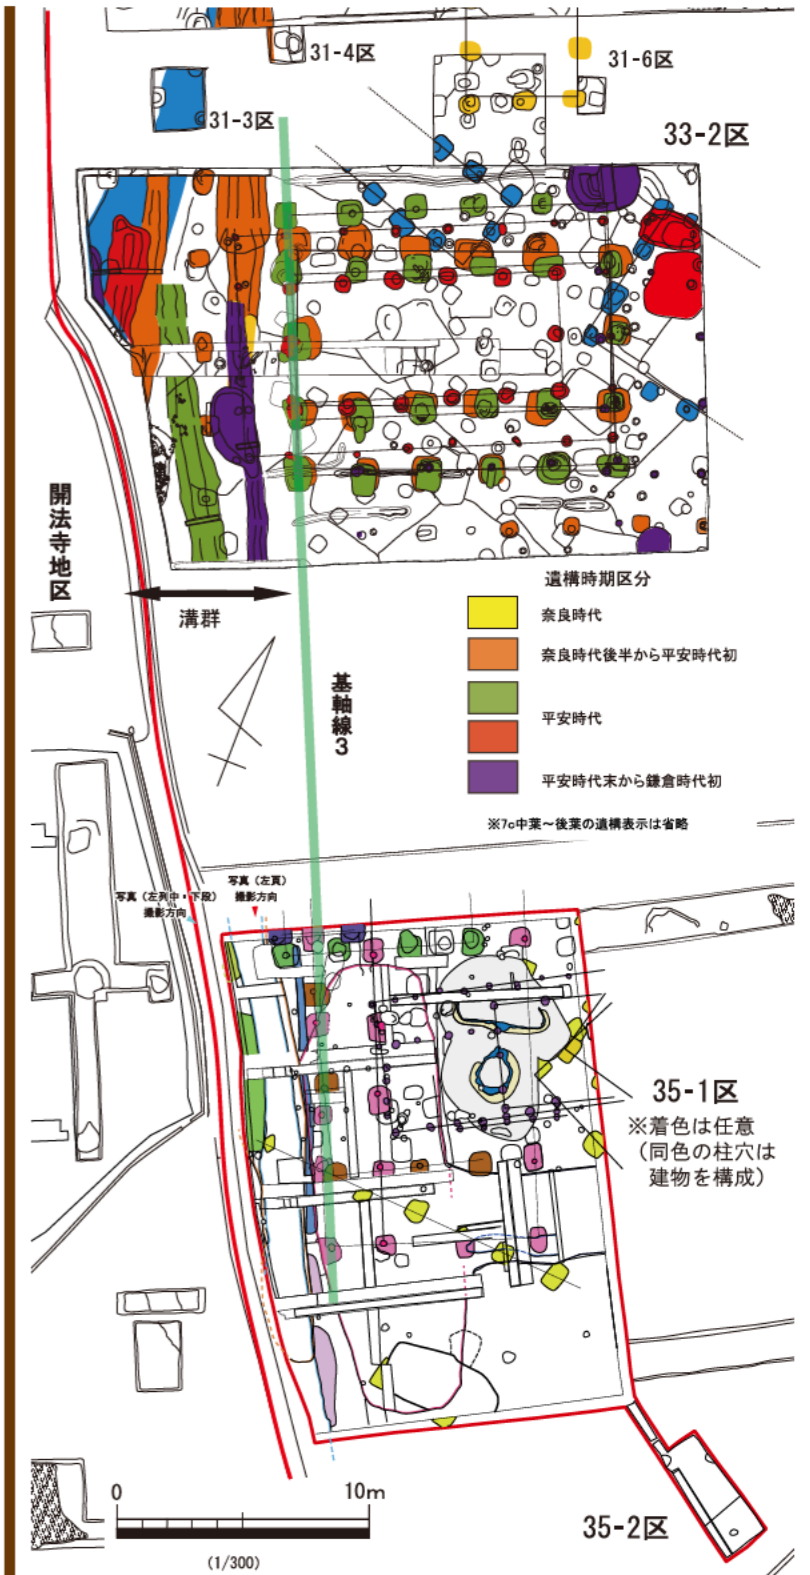 31-4区
31-6区
31-3区
33-2区
開法寺地区
溝群
基軸線3
遺構時期区分
奈良時代
奈良時代後半から平安時代初
平安時代
平安時代末から鎌倉時代初
※7c中葉～後葉の遺構表示は省略
写真（左列中・下段）
撮影方向
写真（左頁）
撮影方向
35-1区
※着色は任意
（同色の柱穴は
建物を構成）
35-2区
0 10m
(1/300)